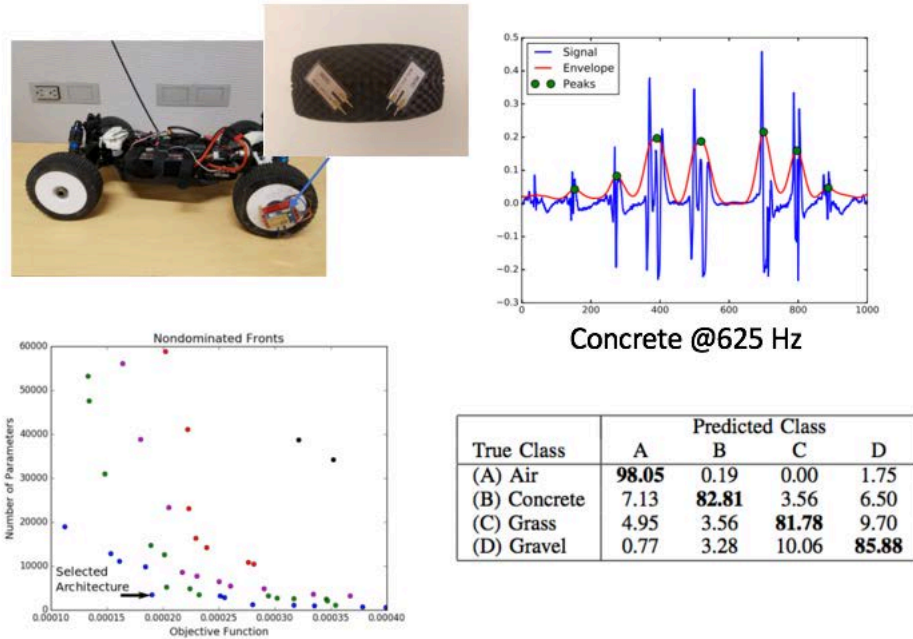 0.5
0.4
0.3
0.2
0.1
0.0
−0.1
−0.2
−0.3
0 200 400 600 800 1000
Signal
Envelope
Peaks
Concrete @625 Hz
Nondominated Fronts
60000
50000
40000
30000
20000
10000
0
Number of Parameters
Selected
Architecture
0.00010 0.00015 0.00020 0.00025 0.00030 0.00035 0.00040
Objective Function
Predicted Class
True Class A B C D
(A) Air 98.05 0.19 0.00 1.75
(B) Concrete 7.13 82.81 3.56 6.50
(C) Grass 4.95 3.56 81.78 9.70
(D) Gravel 0.77 3.28 10.06 85.88